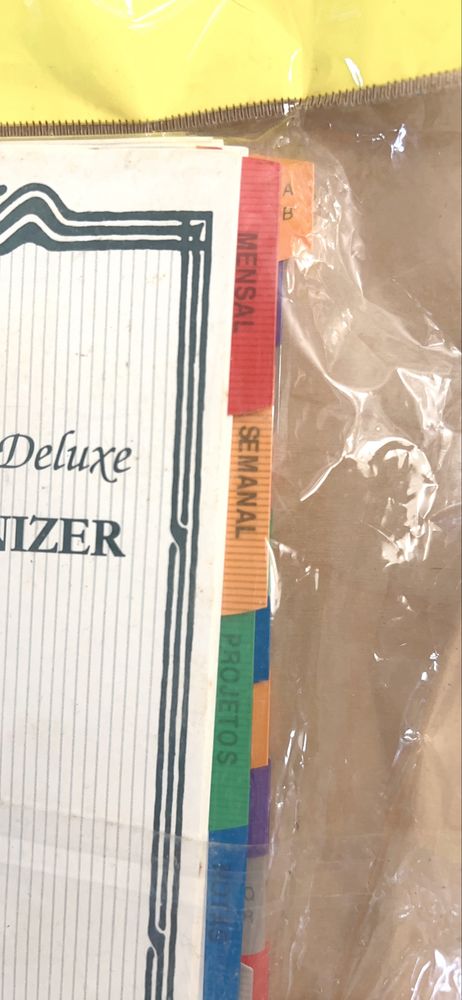 Deluxe
NIZER
MENSAL
SEMANAL
PROJETOS
A
B